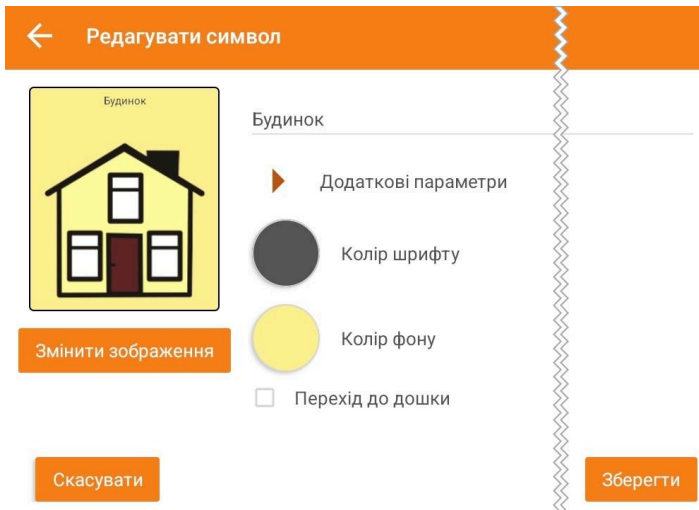 Редагувати символ
Будинок
Будинок
Додаткові параметри
Колір шрифту
Змінити зображення
Колір фону
Перехід до дошки
Скасувати
Зберегти